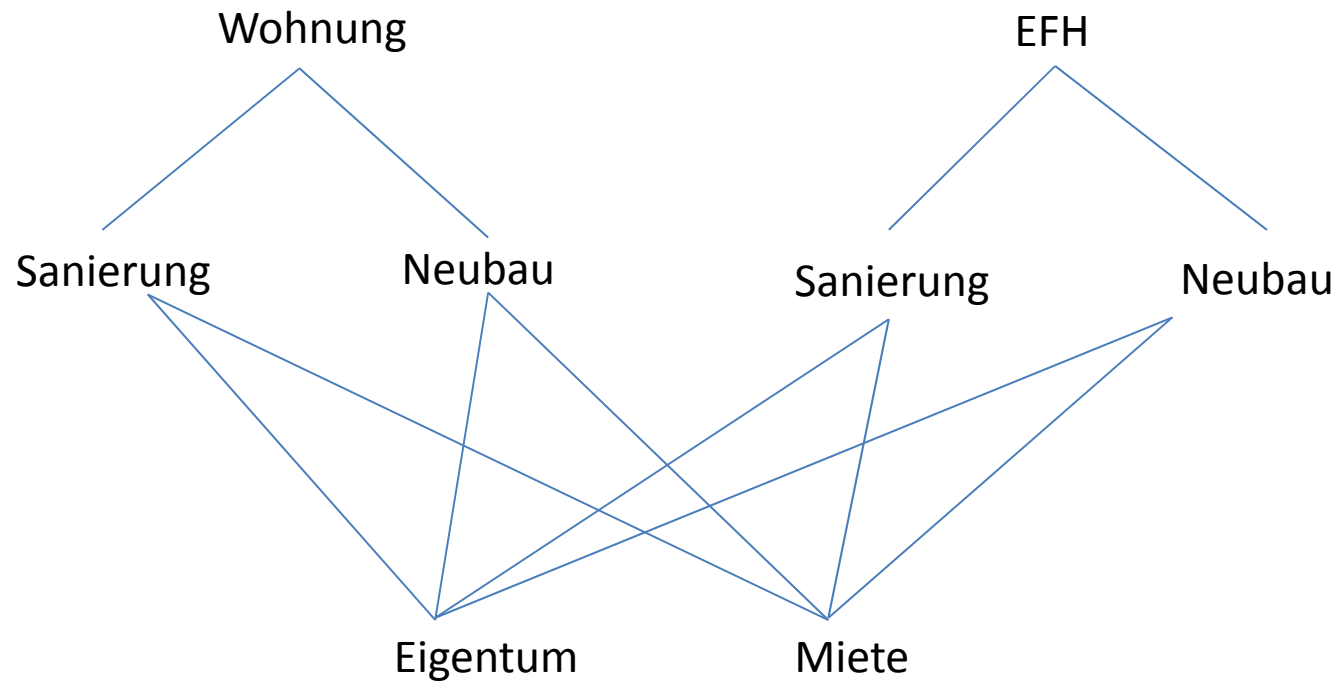 Wohnung
EFH
Sanierung
Neubau
Sanierung
Neubau
Eigentum
Miete